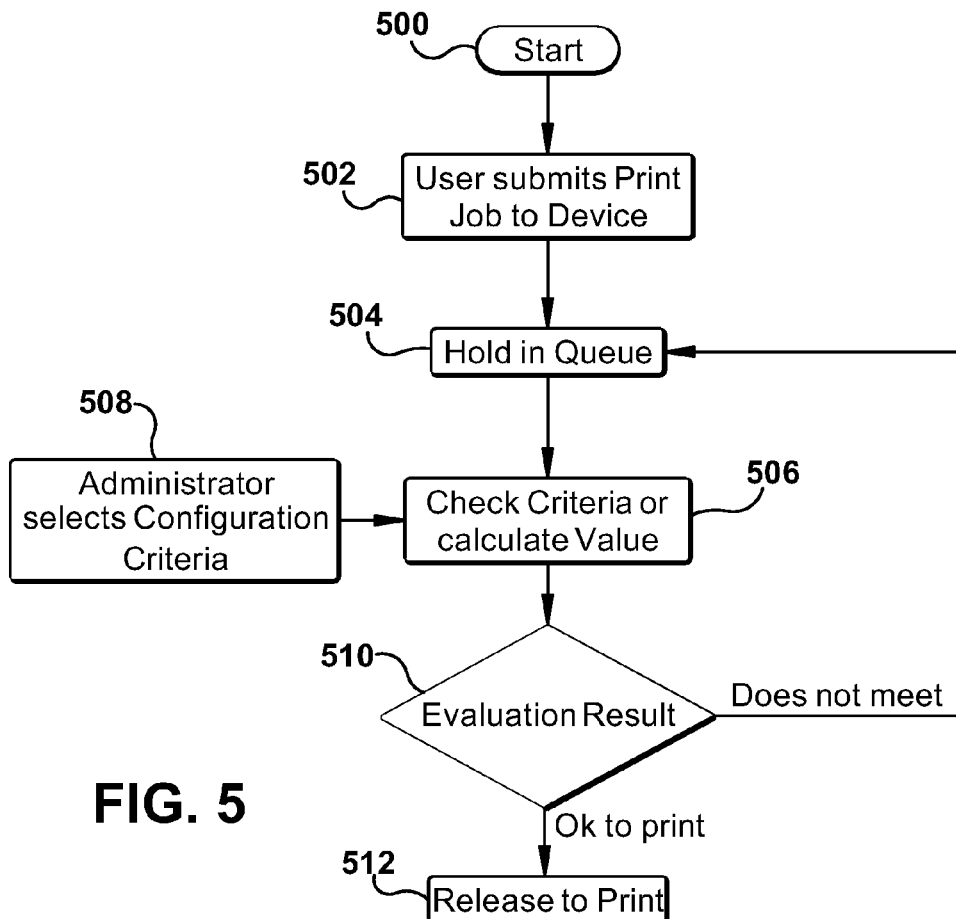 500
Start
502
User submits Print
Job to Device
504
Hold in Queue
508
Administrator
selects Configuration
Criteria
506
Check Criteria or
calculate Value
510
Evaluation Result
Does not meet
FIG. 5
Ok to print
512
Release to Print